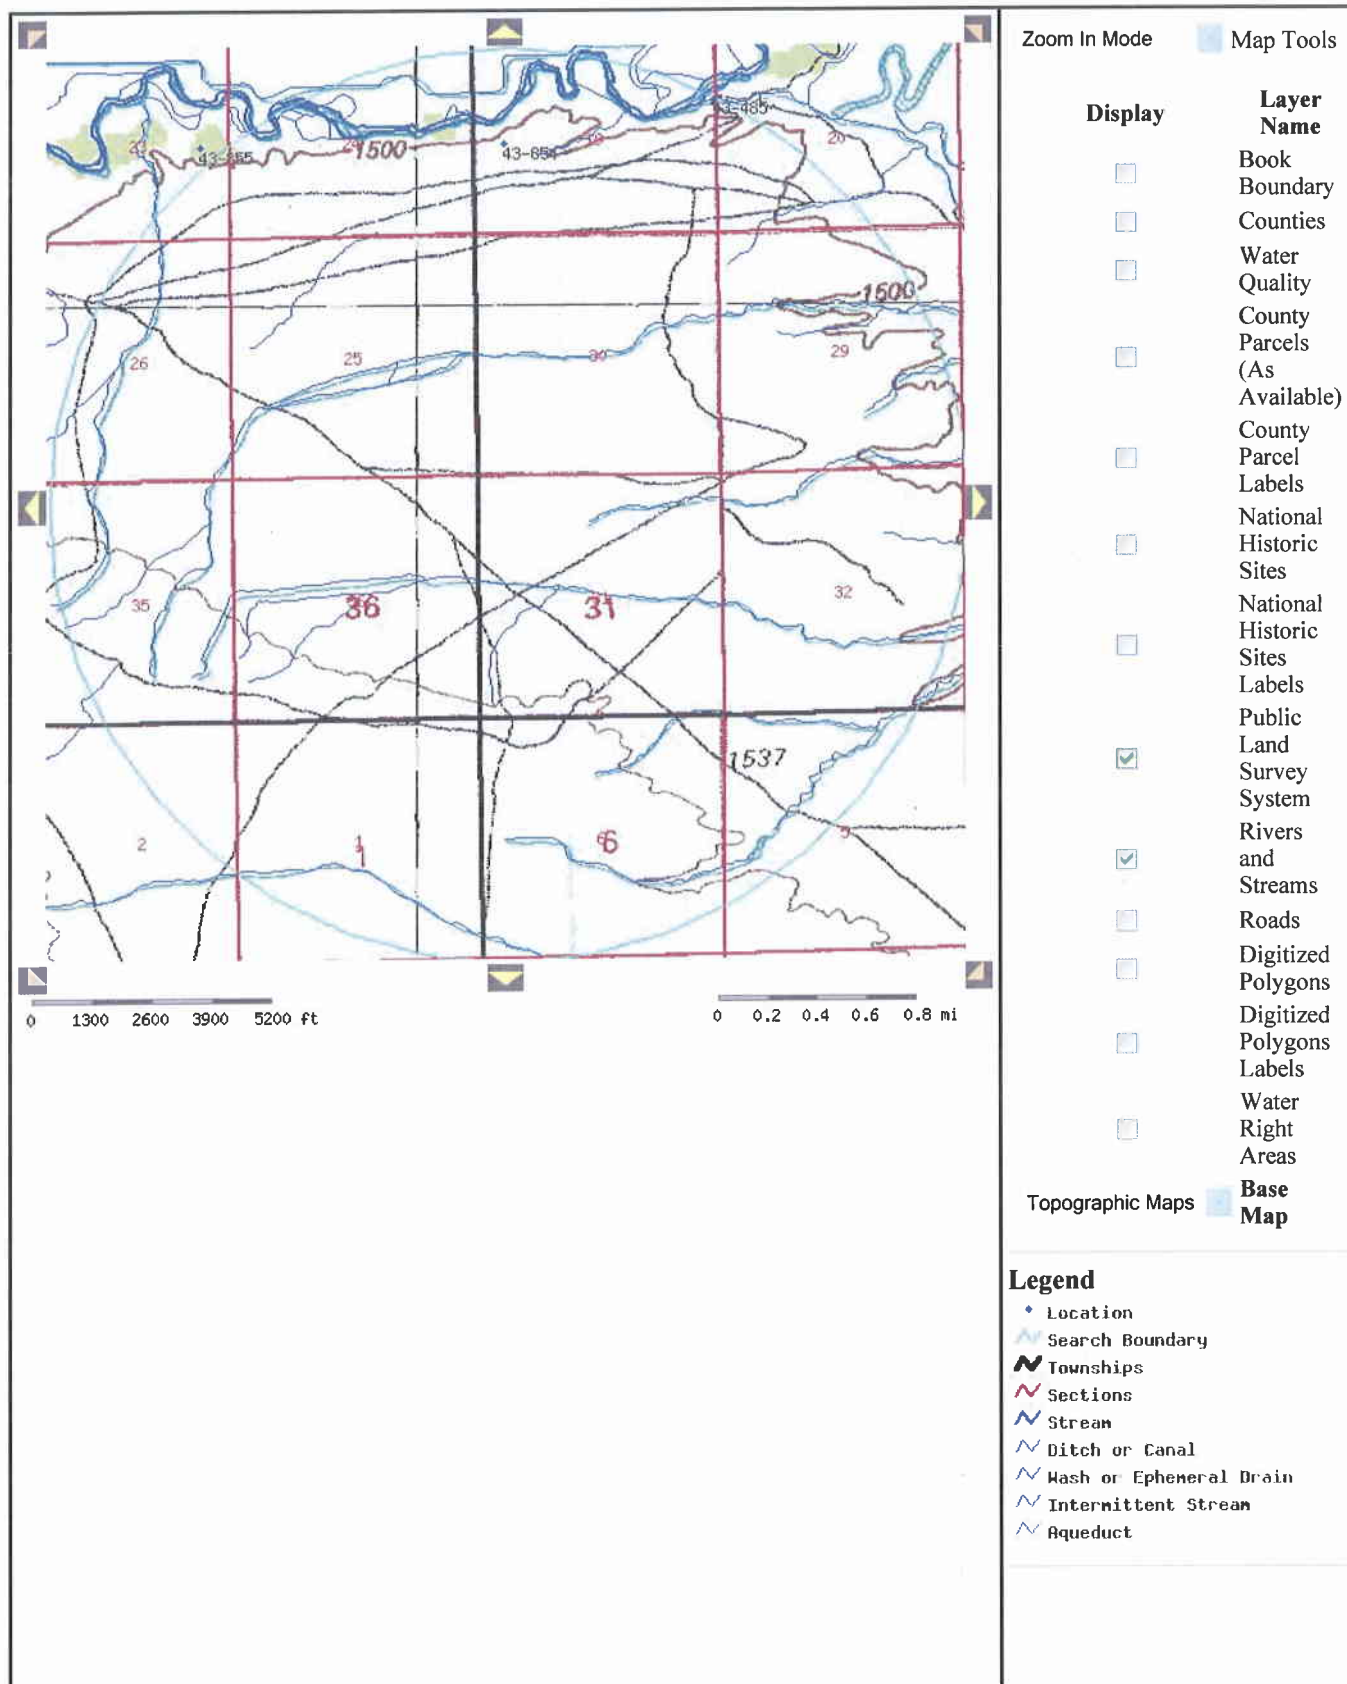 Zoom In Mode
Map Tools
Display
Layer Name
Book Boundary
Counties
Water Quality
County Parcels (As Available)
County Parcel Labels
National Historic Sites
National Historic Sites Labels
Public Land Survey System
Rivers and Streams
Roads
Digitized Polygons
Digitized Polygons Labels
Water Right Areas
Topographic Maps
Base Map
Legend
Location
Search Boundary
Townships
Sections
Stream
Ditch or Canal
Wash or Ephemeral Drain
Intermittent Stream
Aqueduct
1500
1500
26
25
30
29
35
36
31
32
1537
2
1
6
5
0 1300 2600 3900 5200 ft
0 0.2 0.4 0.6 0.8 mi